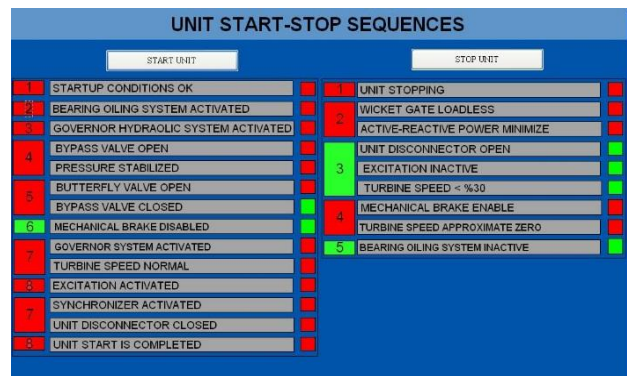 UNIT START-STOP SEQUENCES
START UNIT
1 STARTUP CONDITIONS OK
2 BEARING OILING SYSTEM ACTIVATED
3 GOVERNOR HYDRAOLIC SYSTEM ACTIVATED
4 BYPASS VALVE OPEN
PRESSURE STABILIZED
5 BUTTERFLY VALVE OPEN
BYPASS VALVE CLOSED
6 MECHANICAL BRAKE DISABLED
7 GOVERNOR SYSTEM ACTIVATED
TURBINE SPEED NORMAL
8 EXCITATION ACTIVATED
7 SYNCHRONIZER ACTIVATED
UNIT DISCONNECTOR CLOSED
8 UNIT START IS COMPLETED
STOP UNIT
1 UNIT STOPPING
2 WICKET GATE LOADLESS
ACTIVE-REACTIVE POWER MINIMIZE
3 UNIT DISCONNECTOR OPEN
EXCITATION INACTIVE
TURBINE SPEED < %30
4 MECHANICAL BRAKE ENABLE
TURBINE SPEED APPROXIMATE ZERO
5 BEARING OILING SYSTEM INACTIVE